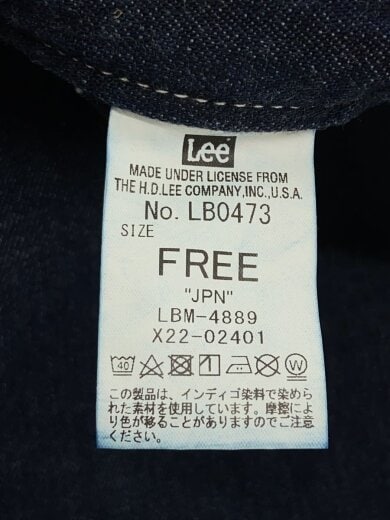 Lee
MADE UNDER LICENSE FROM
THE H.D.LEE COMPANY,INC.,U.S.A.
No. LB0473
SIZE
FREE
"JPN"
LBM-4889
X22-02401
40 1 W
この製品は、インディゴ染料で染めら
れた素材を使用しています。摩擦によ
り色が移ることがありますのでご注意
ください。